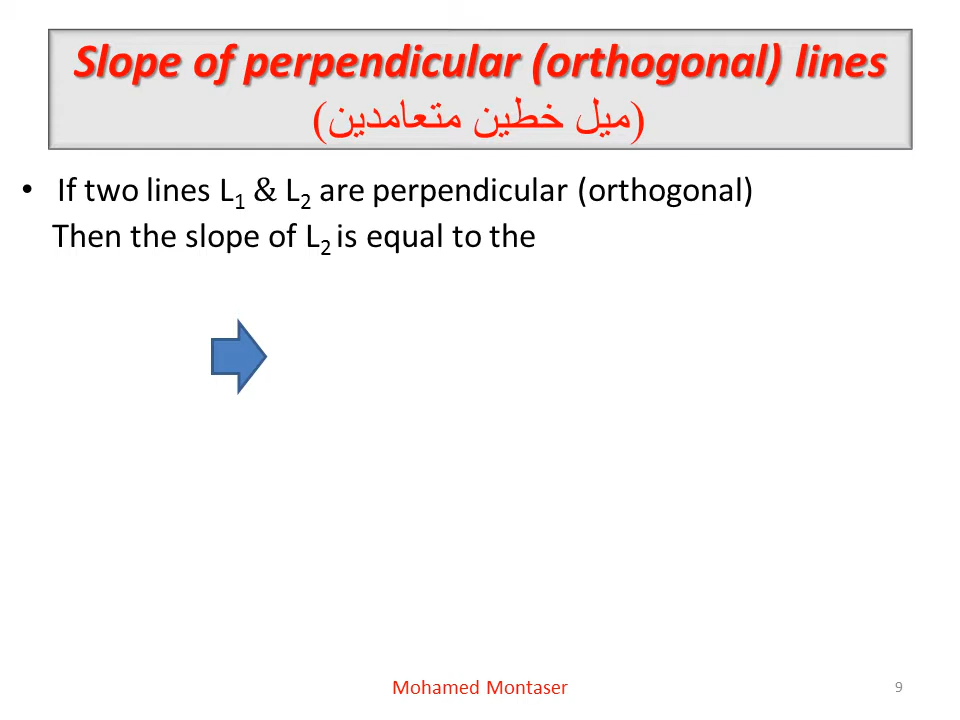 Slope of perpendicular (orthogonal) lines
(ميل خطين متعامدين)
• If two lines L₁ & L₂ are perpendicular (orthogonal)
Then the slope of L₂ is equal to the
Mohamed Montaser
9